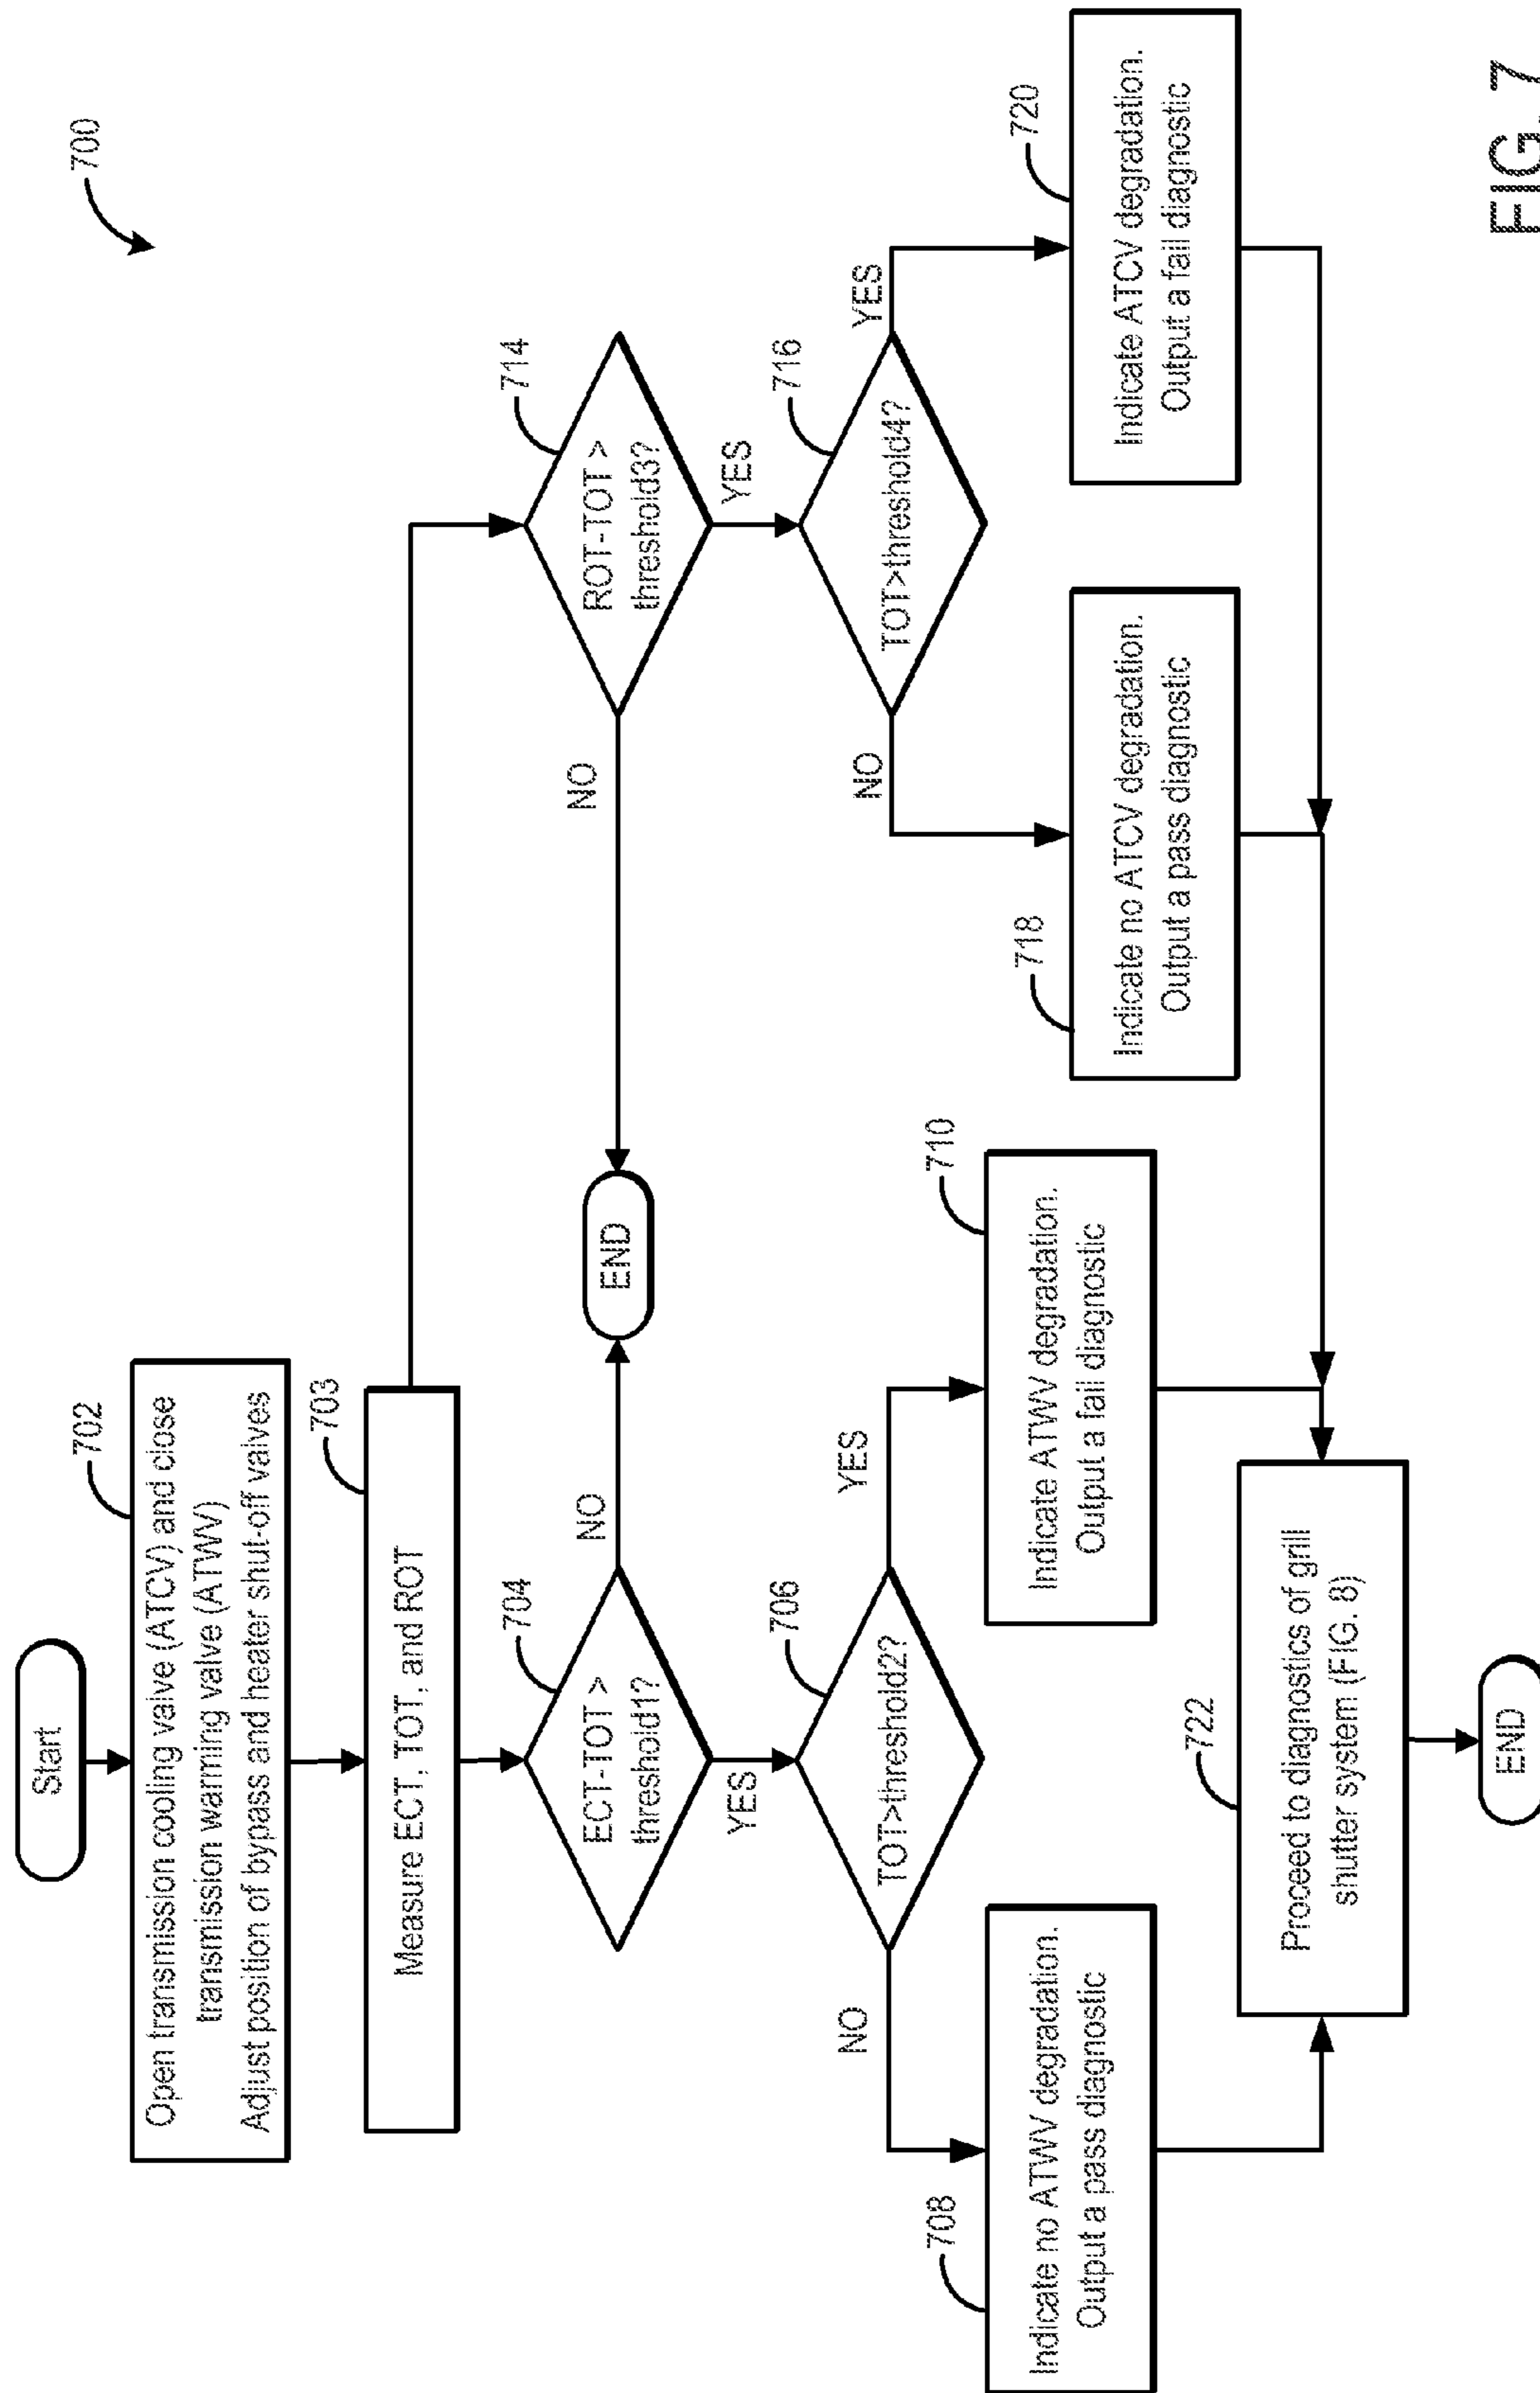 700
Start
702
Open transmission cooling valve (ATCV) and close
transmission warming valve (ATWV)
Adjust position of bypass and heater shut-off valves
703
Measure ECT, TOT, and ROT
704
ECT-TOT >
threshold1?
NO
END
NO
714
ROT-TOT >
threshold3?
YES
YES
706
TOT>threshold2?
716
TOT>threshold4?
NO
YES
NO
YES
708
Indicate no ATWV degradation.
Output a pass diagnostic
710
Indicate ATWV degradation.
Output a fail diagnostic
718
Indicate no ATCV degradation.
Output a pass diagnostic
720
Indicate ATCV degradation.
Output a fail diagnostic
722
Proceed to diagnostics of grill
shutter system (FIG. 8)
END
FIG. 7